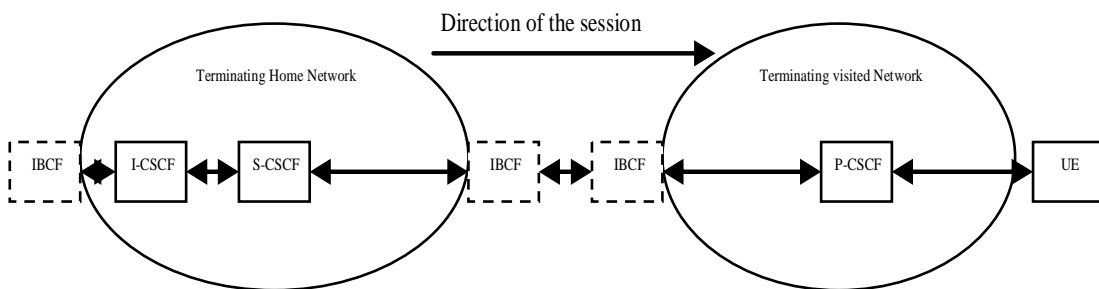 Direction of the session
Terminating Home Network
Terminating visited Network
IBCF
I-CSCF
S-CSCF
IBCF
IBCF
P-CSCF
UE